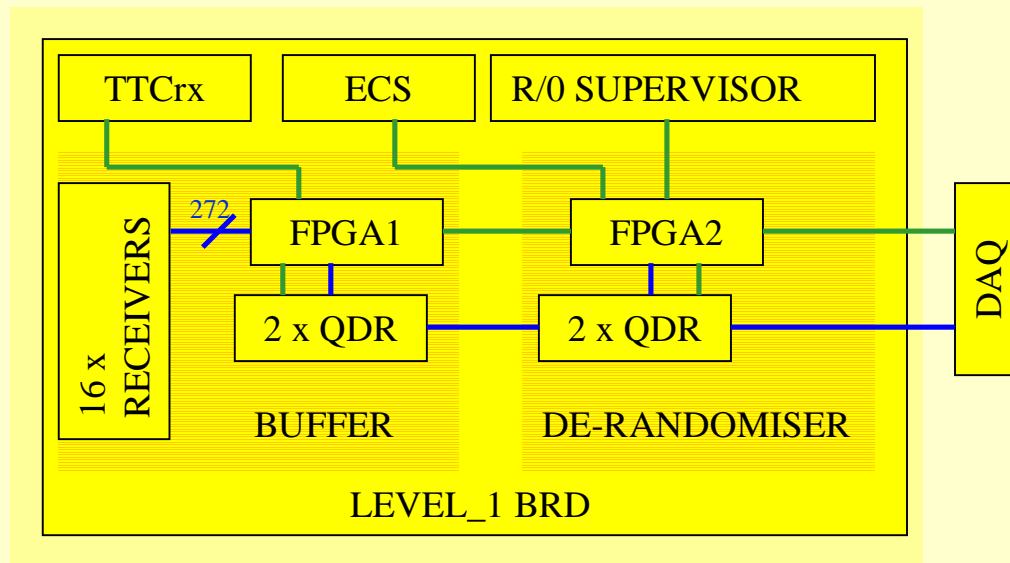 TTCrx
ECS
R/0 SUPERVISOR
272
FPGA1
FPGA2
16 x
RECEIVERS
DAQ
2 x QDR
2 x QDR
BUFFER
DE-RANDOMISER
LEVEL_1 BRD